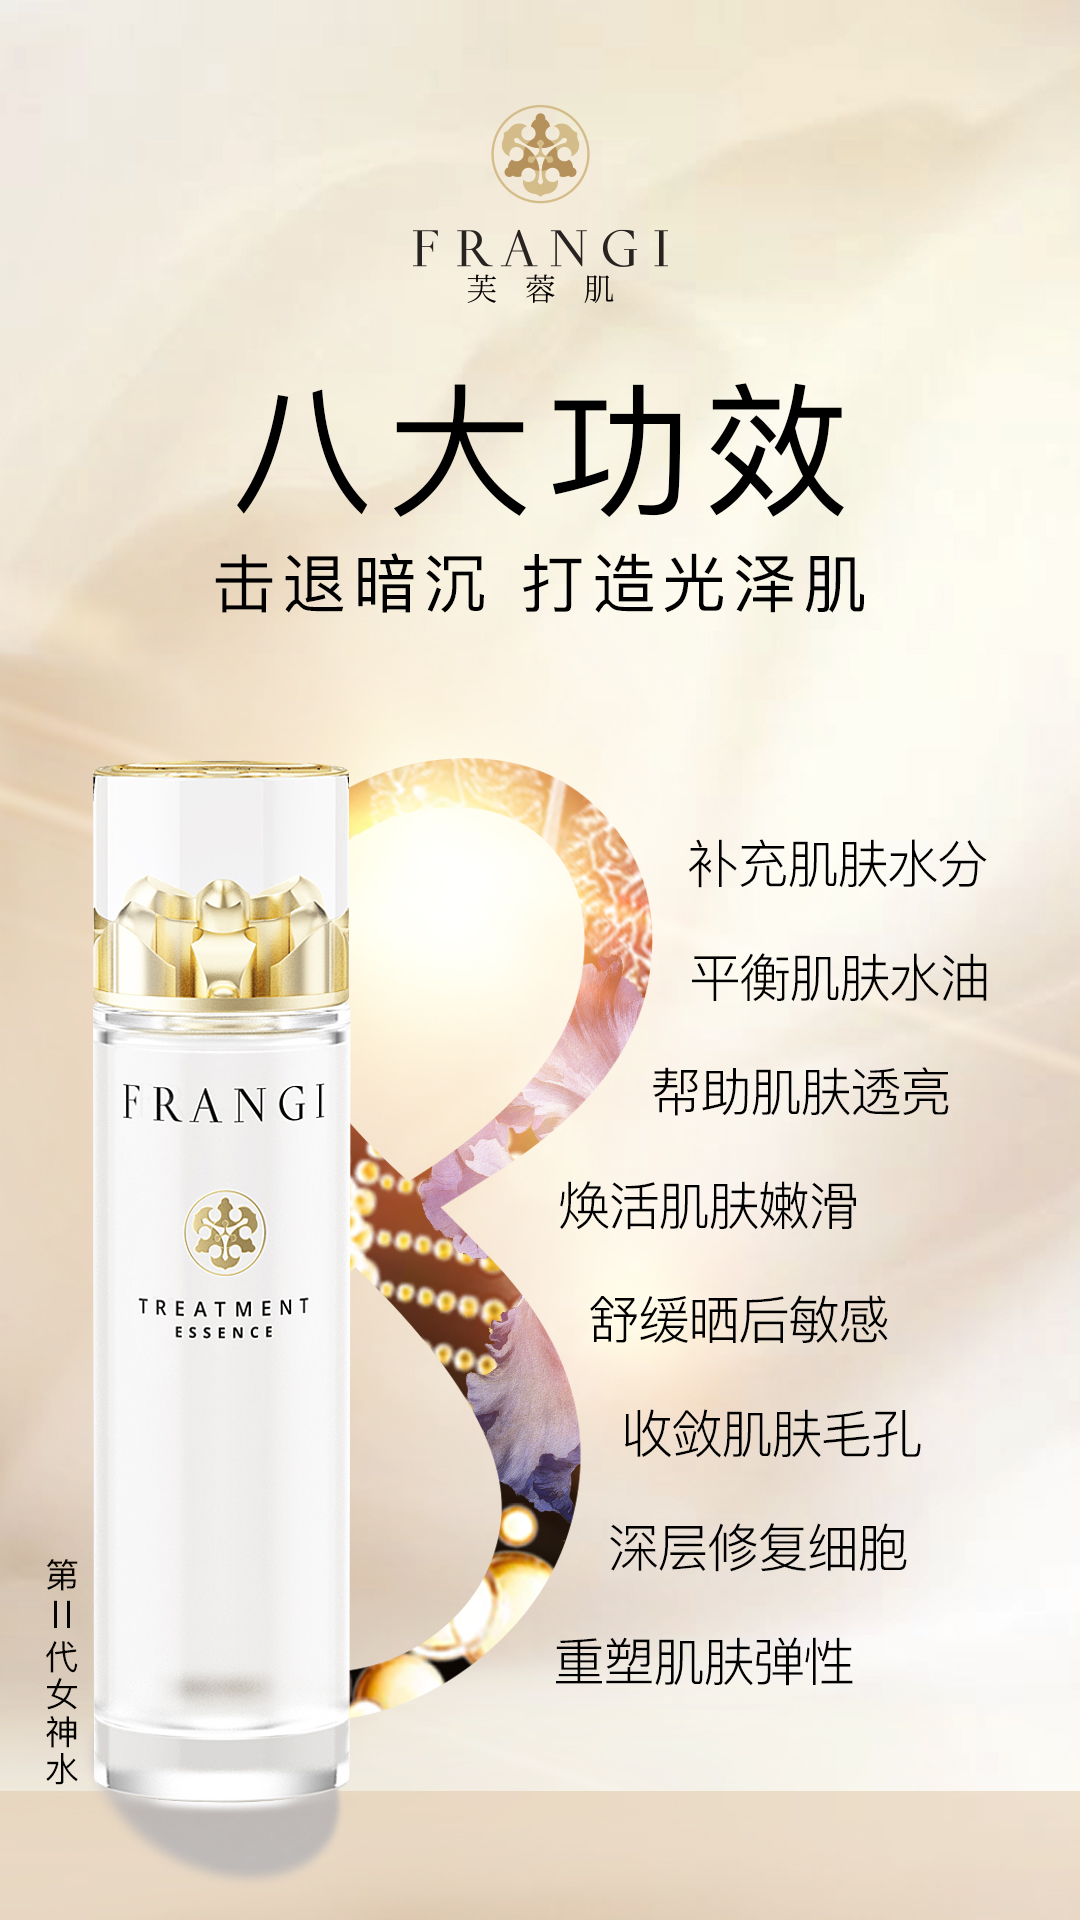 FRANGI
芙蓉肌
八大功效
击退暗沉 打造光泽肌
补充肌肤水分
平衡肌肤水油
帮助肌肤透亮
焕活肌肤嫩滑
舒缓晒后敏感
收敛肌肤毛孔
深层修复细胞
重塑肌肤弹性
FRANGI
TREATMENT
ESSENCE
第II代女神水